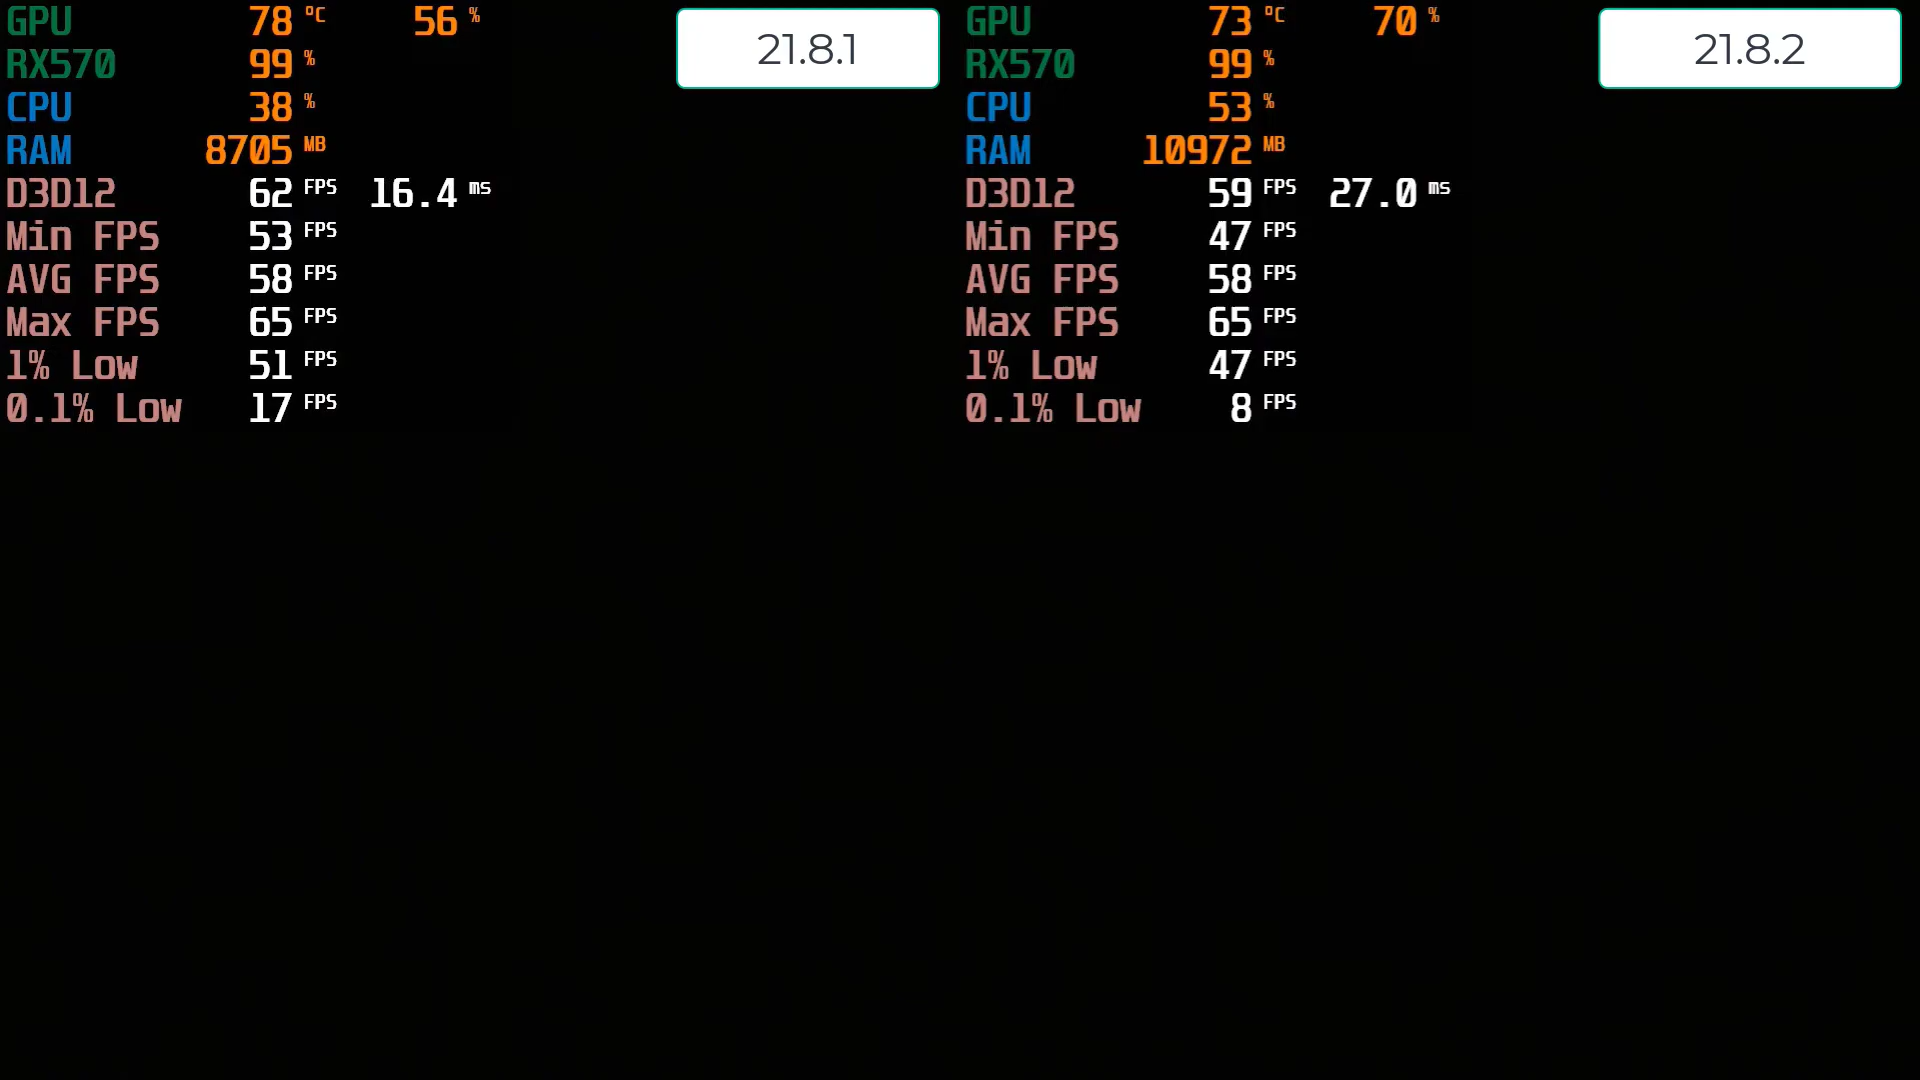 GPU 78 °C 56 %
RX570 99 %
CPU 38 %
RAM 8705 MB
D3D12 62 FPS 16.4 ms
Min FPS 53 FPS
AVG FPS 58 FPS
Max FPS 65 FPS
1% Low 51 FPS
0.1% Low 17 FPS
21.8.1
GPU 73 °C 70 %
RX570 99 %
CPU 53 %
RAM 10972 MB
D3D12 59 FPS 27.0 ms
Min FPS 47 FPS
AVG FPS 58 FPS
Max FPS 65 FPS
1% Low 47 FPS
0.1% Low 8 FPS
21.8.2